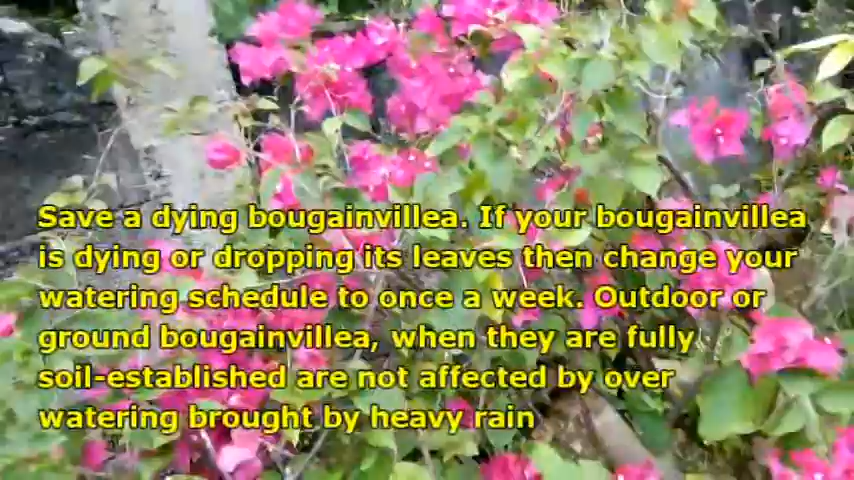 Save a dying bougainvillea. If your bougainvillea
is dying or dropping its leaves then change your
watering schedule to once a week. Outdoor or
ground bougainvillea, when they are fully
soil-established are not affected by over
watering brought by heavy rain